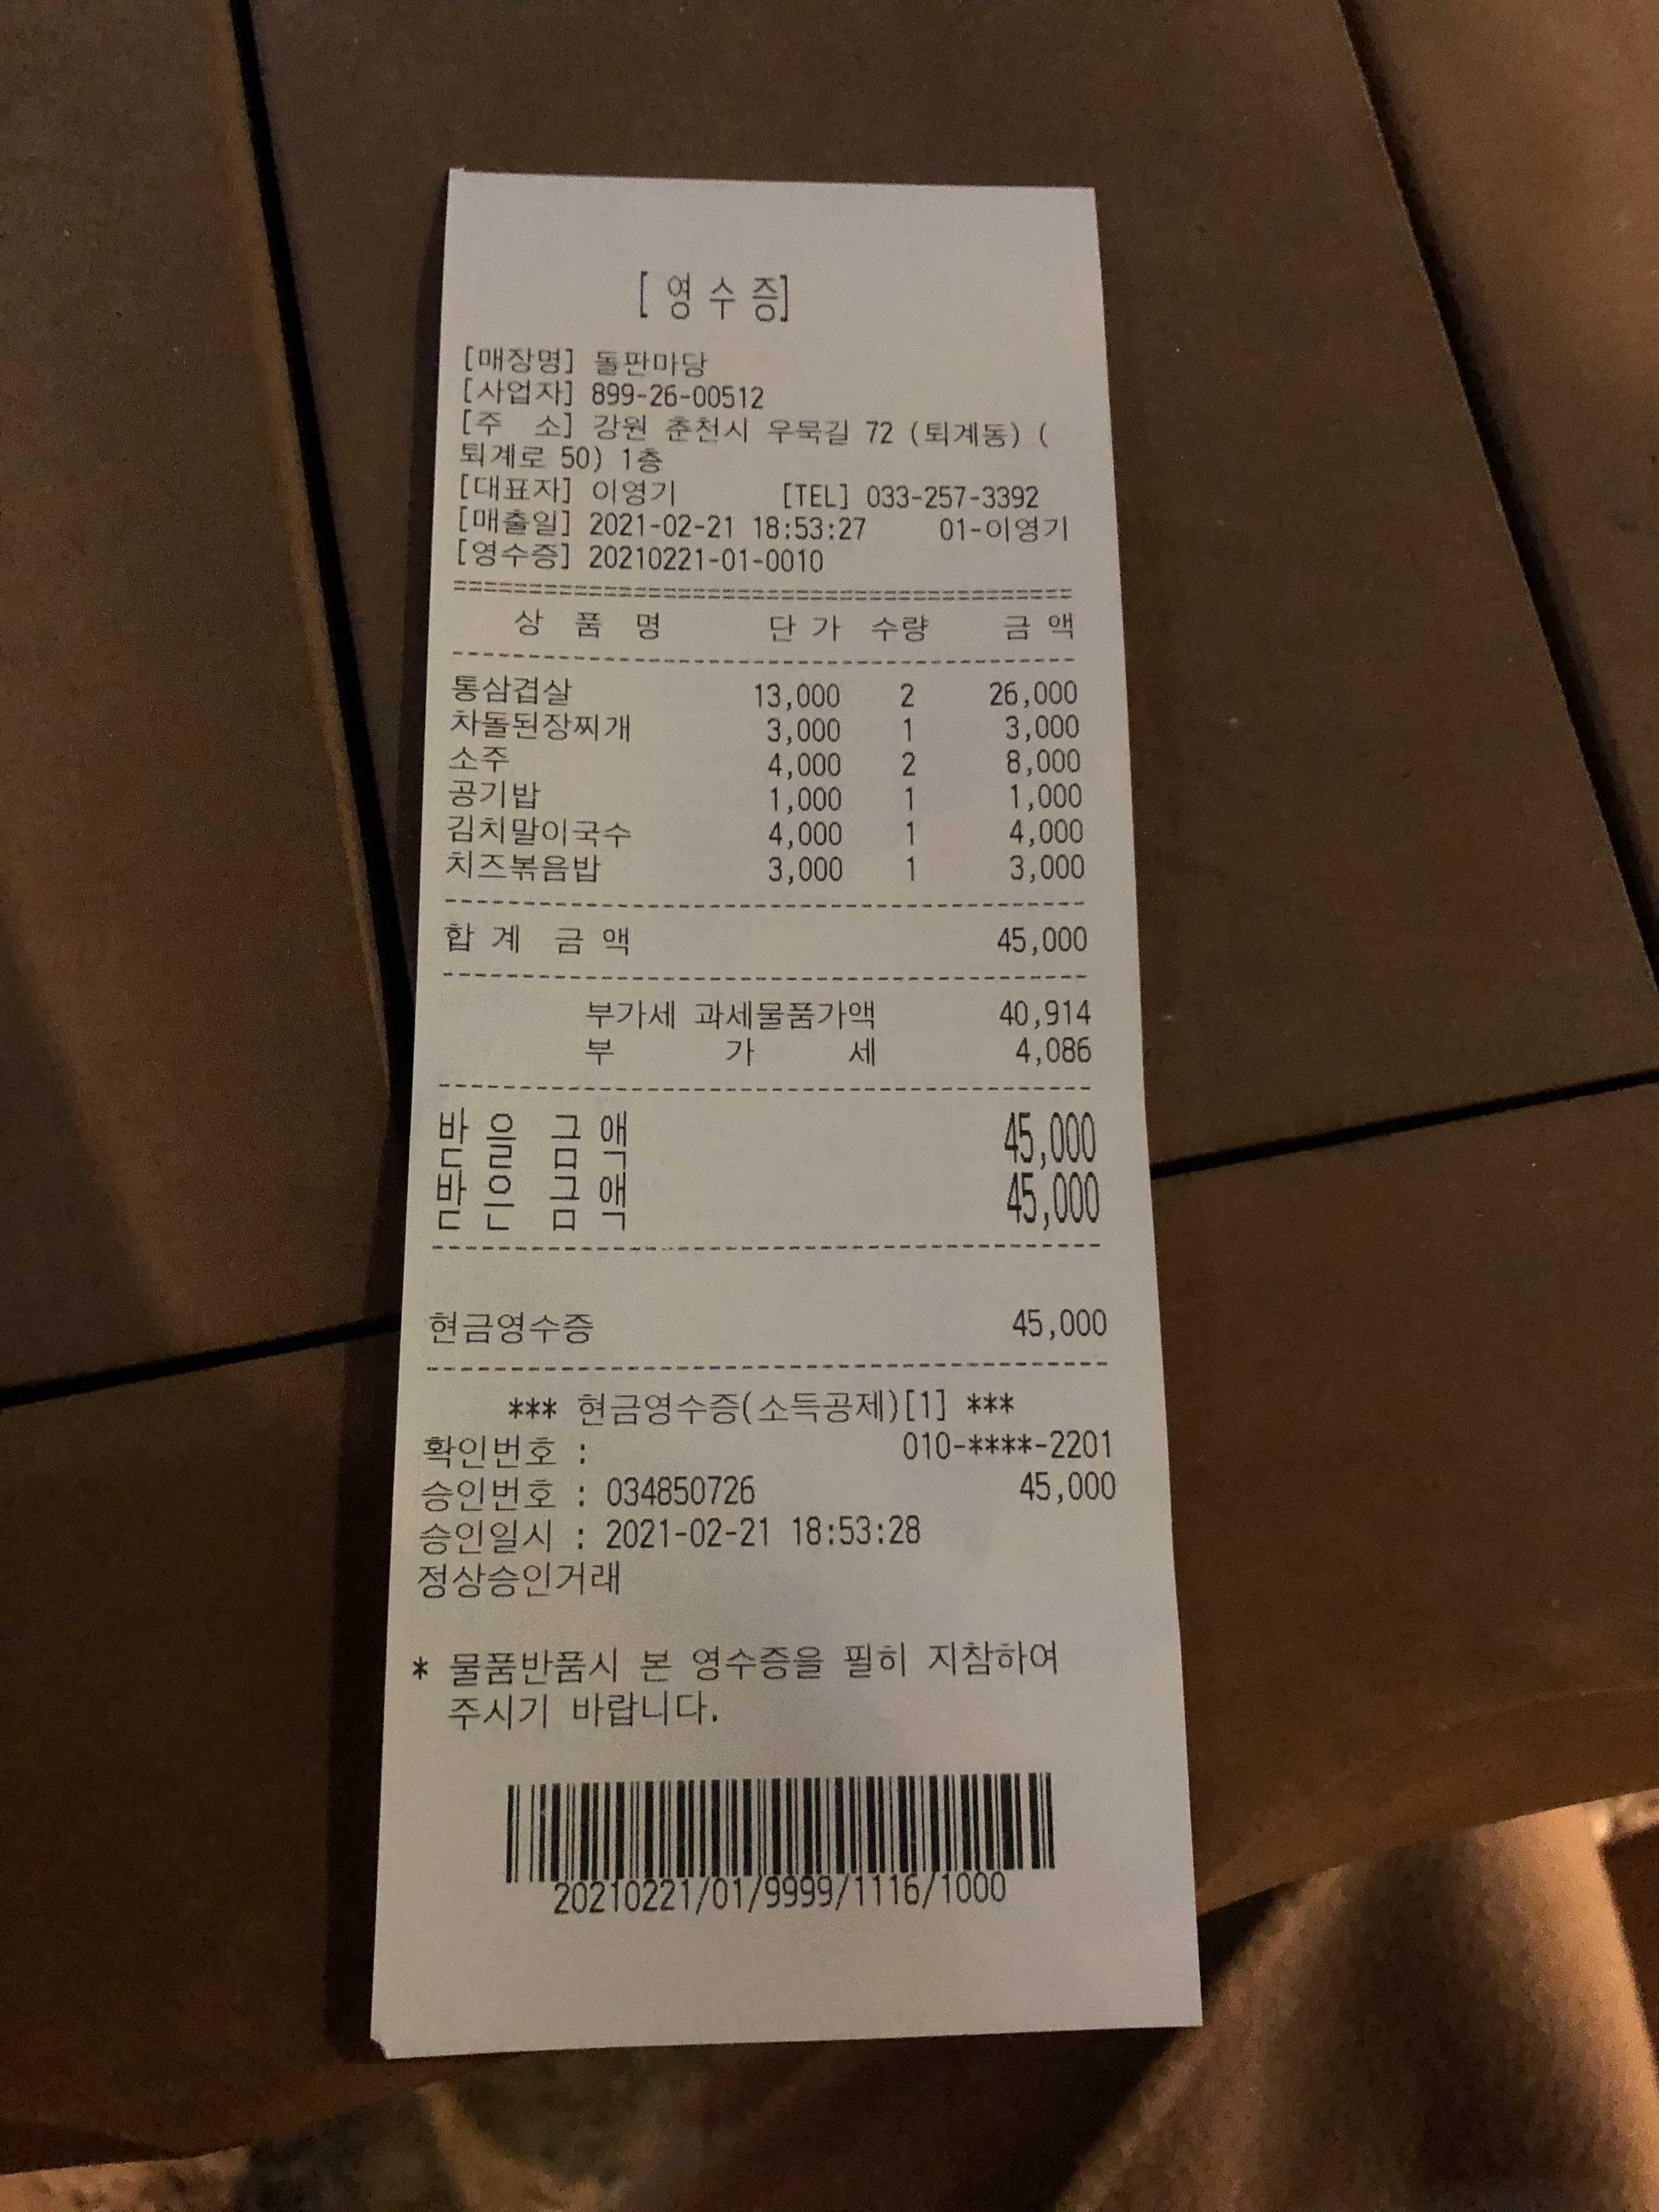 [ 영 수 증]
[매장명] 돌판마당
[사업자] 899-26-00512
[주 소] 강원 춘천시 우묵길 72 (퇴계동) (
퇴계로 50) 1층
[대표자] 이영기 [TEL] 033-257-3392
[매출일] 2021-02-21 18:53:27 01-이영기
[영수증] 20210221-01-0010
상 품 명 단 가 수량 금 액
통삼겹살 13,000 2 26,000
차돌된장찌개 3,000 1 3,000
소주 4,000 2 8,000
공기밥 1,000 1 1,000
김치말이국수 4,000 1 4,000
치즈볶음밥 3,000 1 3,000
합 계 금 액 45,000
부가세 과세물품가액 40,914
부 가 세 4,086
받 을 금 액 45,000
받 은 금 액 45,000
현금영수증 45,000
*** 현금영수증(소득공제)[1] ***
확인번호 : 010-****-2201
승인번호 : 034850726 45,000
승인일시 : 2021-02-21 18:53:28
정상승인거래
* 물품반품시 본 영수증을 필히 지참하여
주시기 바랍니다.
20210221/01/9999/1116/1000